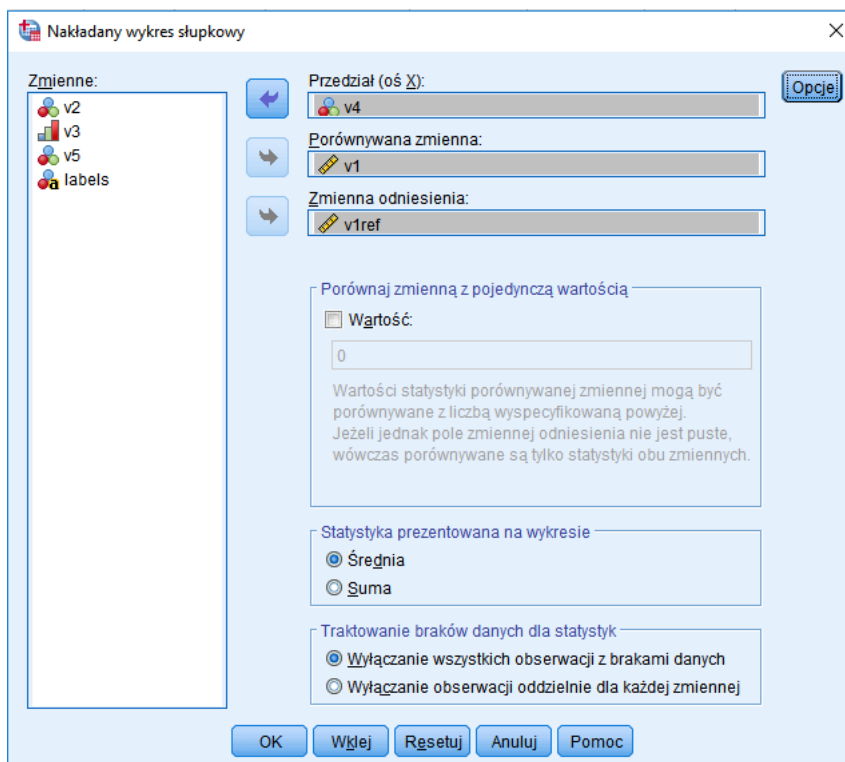 Nakładany wykres słupkowy
Zmienne:
v2
v3
v5
labels
Przedział (oś X):
v4
Porównywana zmienna:
v1
Zmienna odniesienia:
v1ref
Opcje
Porównaj zmienną z pojedynczą wartością
Wartość:
0
Wartości statystyki porównywanej zmiennej mogą być
porównywane z liczbą wyspecyfikowaną powyżej.
Jeżeli jednak pole zmiennej odniesienia nie jest puste,
wówczas porównywane są tylko statystyki obu zmiennych.
Statystyka prezentowana na wykresie
Średnia
Suma
Traktowanie braków danych dla statystyk
Wyłączanie wszystkich obserwacji z brakami danych
Wyłączanie obserwacji oddzielnie dla każdej zmiennej
OK
Wklej
Resetuj
Anuluj
Pomoc